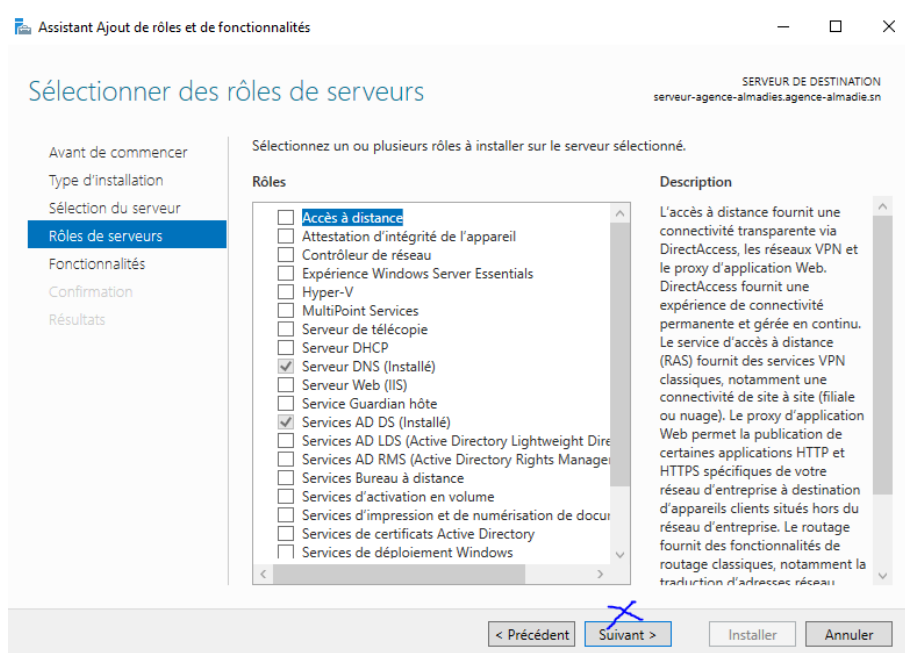 Assistant Ajout de rôles et de fonctionnalités
Sélectionner des rôles de serveurs
SERVEUR DE DESTINATION
serveur-agence-almadies.agence-almadie.sn
Avant de commencer
Type d'installation
Sélection du serveur
Rôles de serveurs
Fonctionnalités
Confirmation
Résultats
Sélectionnez un ou plusieurs rôles à installer sur le serveur sélectionné.
Rôles
Accès à distance
Attestation d'intégrité de l'appareil
Contrôleur de réseau
Expérience Windows Server Essentials
Hyper-V
MultiPoint Services
Serveur de télécopie
Serveur DHCP
Serveur DNS (Installé)
Serveur Web (IIS)
Service Guardian hôte
Services AD DS (Installé)
Services AD LDS (Active Directory Lightweight Dire
Services AD RMS (Active Directory Rights Manager
Services Bureau à distance
Services d'activation en volume
Services d'impression et de numérisation de docur
Services de certificats Active Directory
Services de déploiement Windows
Description
L'accès à distance fournit une
connectivité transparente via
DirectAccess, les réseaux VPN et
le proxy d'application Web.
DirectAccess fournit une
expérience de connectivité
permanente et gérée en continu.
Le service d'accès à distance
(RAS) fournit des services VPN
classiques, notamment une
connectivité de site à site (filiale
ou nuage). Le proxy d'application
Web permet la publication de
certaines applications HTTP et
HTTPS spécifiques de votre
réseau d'entreprise à destination
d'appareils clients situés hors du
réseau d'entreprise. Le routage
fournit des fonctionnalités de
routage classiques, notamment la
traduction d'adresses réseau
< Précédent
Suivant >
Installer
Annuler